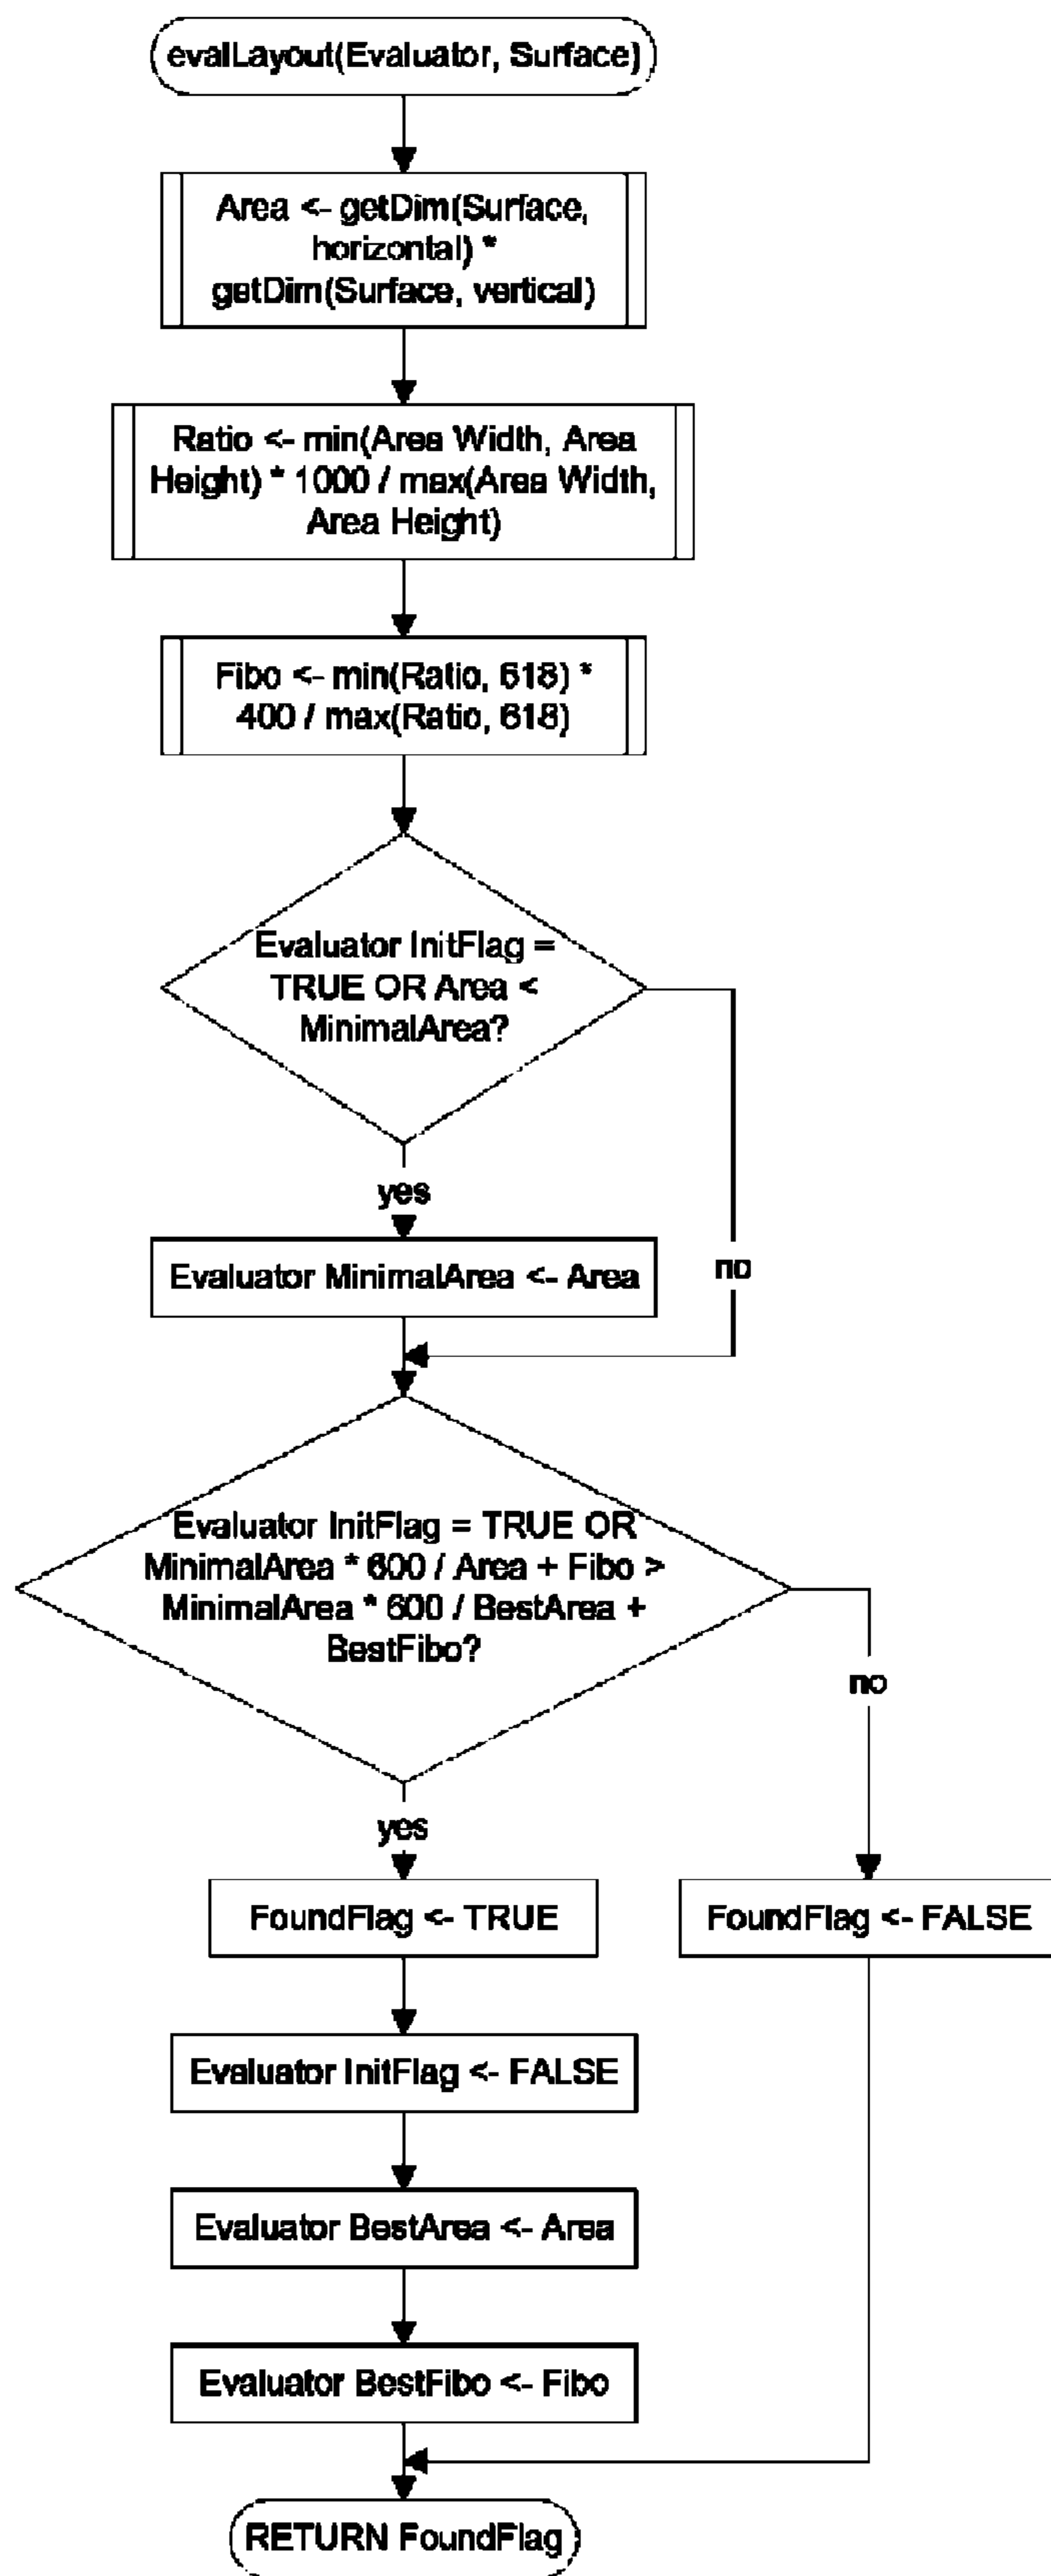 evalLayout(Evaluator, Surface)
Area <- getDim(Surface,
horizontal) *
getDim(Surface, vertical)
Ratio <- min(Area Width, Area
Height) * 1000 / max(Area Width,
Area Height)
Fibo <- min(Ratio, 618) *
400 / max(Ratio, 618)
Evaluator InitFlag =
TRUE OR Area <
MinimalArea?
yes
Evaluator MinimalArea <- Area
no
Evaluator InitFlag = TRUE OR
MinimalArea * 600 / Area + Fibo >
MinimalArea * 600 / BestArea +
BestFibo?
no
yes
FoundFlag <- TRUE
FoundFlag <- FALSE
Evaluator InitFlag <- FALSE
Evaluator BestArea <- Area
Evaluator BestFibo <- Fibo
RETURN FoundFlag